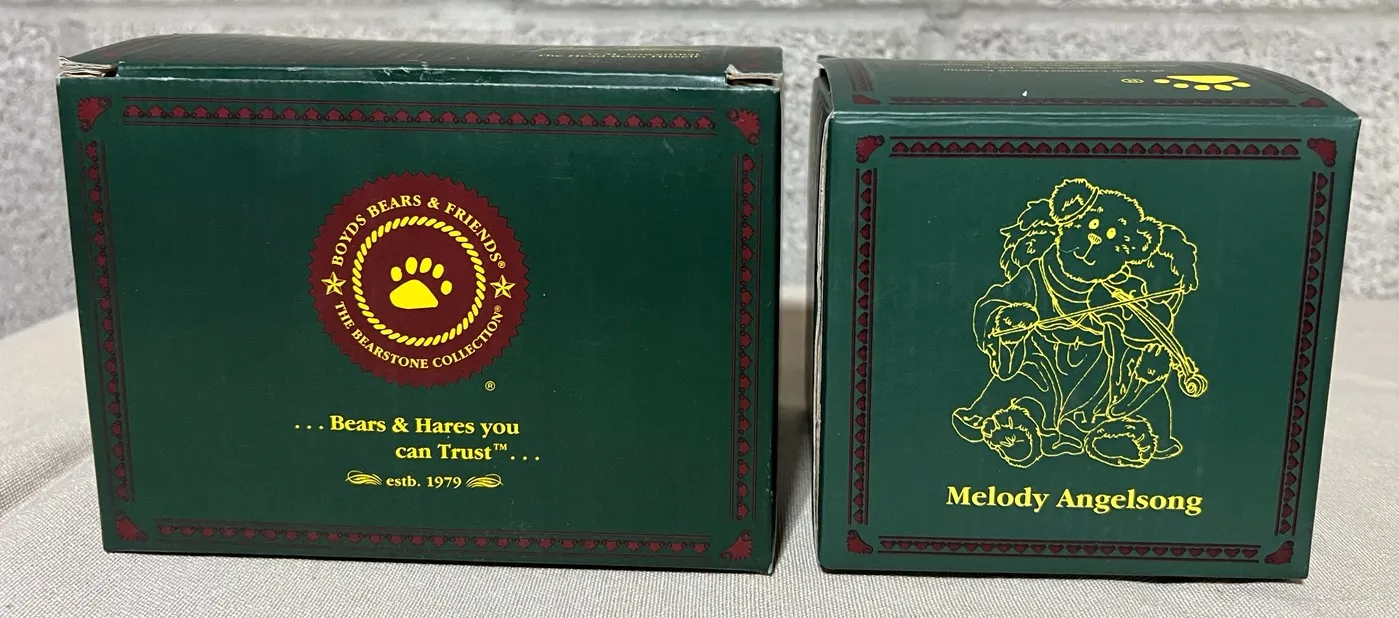 BOYDS BEARS & FRIENDS®
THE BEARSTONE COLLECTION®
®
...Bears & Hares you
can Trust™...
estb. 1979
®
Melody Angelsong